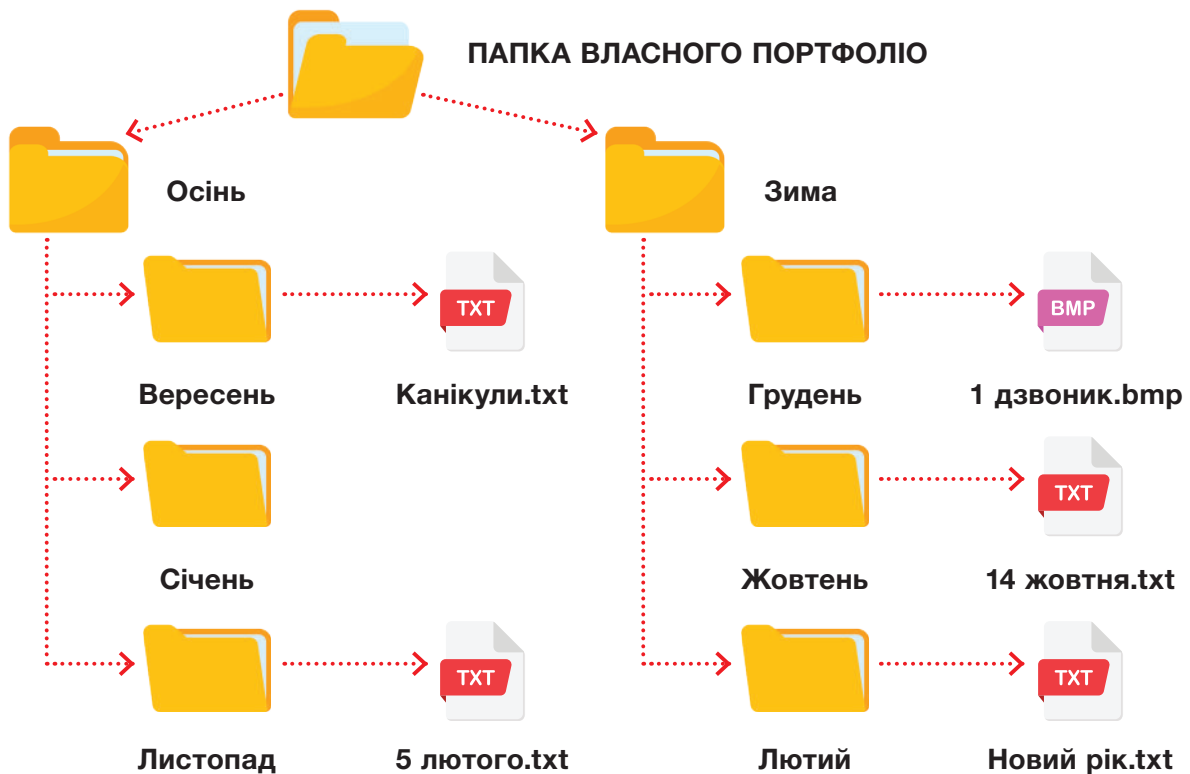 ПАПКА ВЛАСНОГО ПОРТФОЛІО
Осінь
Зима
TXT
BMP
Вересень
Канікули.txt
Грудень
1 дзвоник.bmp
TXT
Січень
Жовтень
14 жовтня.txt
TXT
TXT
Листопад
5 лютого.txt
Лютий
Новий рік.txt